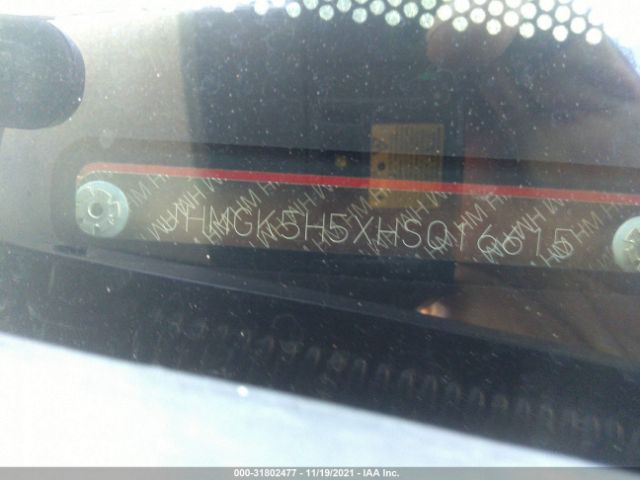 JHMGK5H5XHS016615
000-31802477 - 11/19/2021 - IAA Inc.